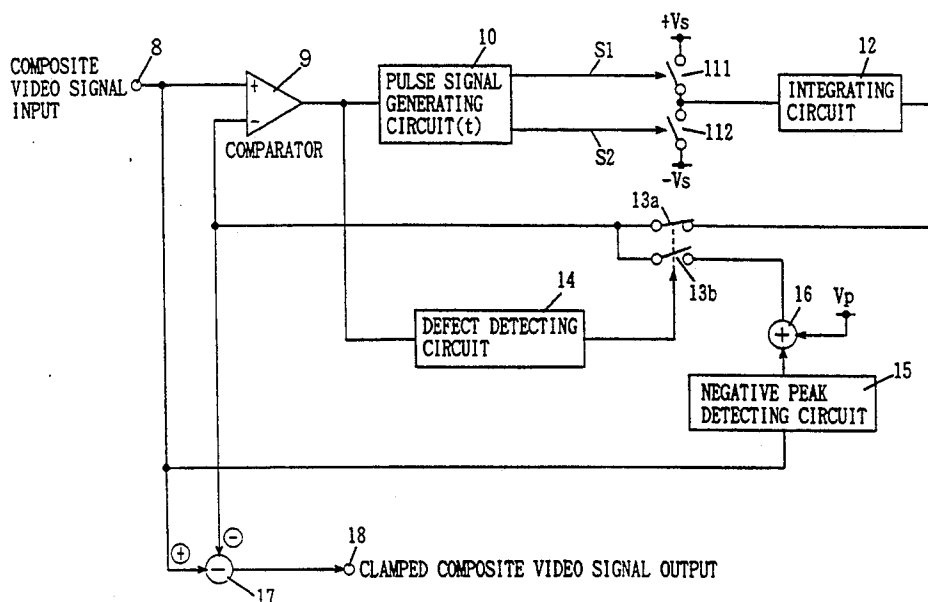 COMPOSITE
VIDEO SIGNAL
INPUT
8
+
−
9
COMPARATOR
10
PULSE SIGNAL
GENERATING
CIRCUIT(t)
S1
S2
+Vs
111
112
-Vs
12
INTEGRATING
CIRCUIT
13a
13b
14
DEFECT DETECTING
CIRCUIT
16
+
Vp
15
NEGATIVE PEAK
DETECTING CIRCUIT
+
−
−
17
18
CLAMPED COMPOSITE VIDEO SIGNAL OUTPUT